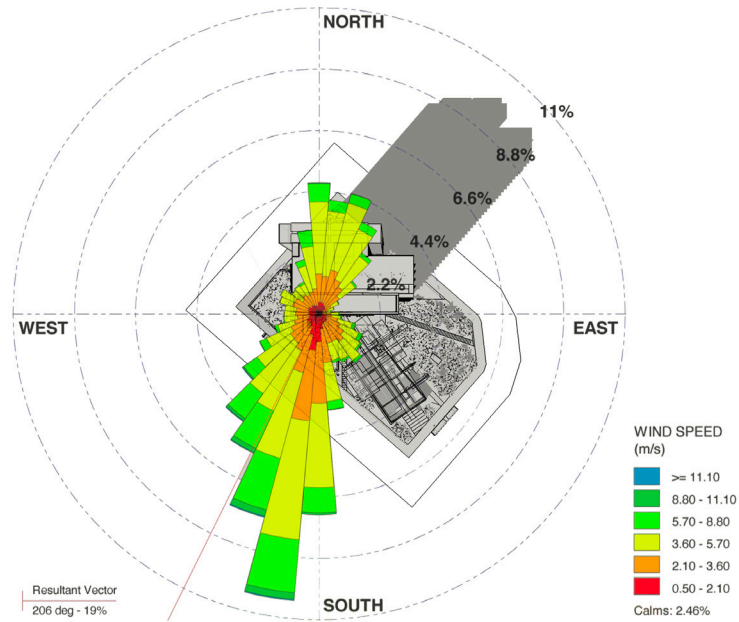 NORTH
11%
8.8%
6.6%
4.4%
2.2%
WEST
EAST
WIND SPEED
(m/s)
>= 11.10
8.80 - 11.10
5.70 - 8.80
3.60 - 5.70
2.10 - 3.60
0.50 - 2.10
Calms: 2.46%
Resultant Vector
206 deg - 19%
SOUTH